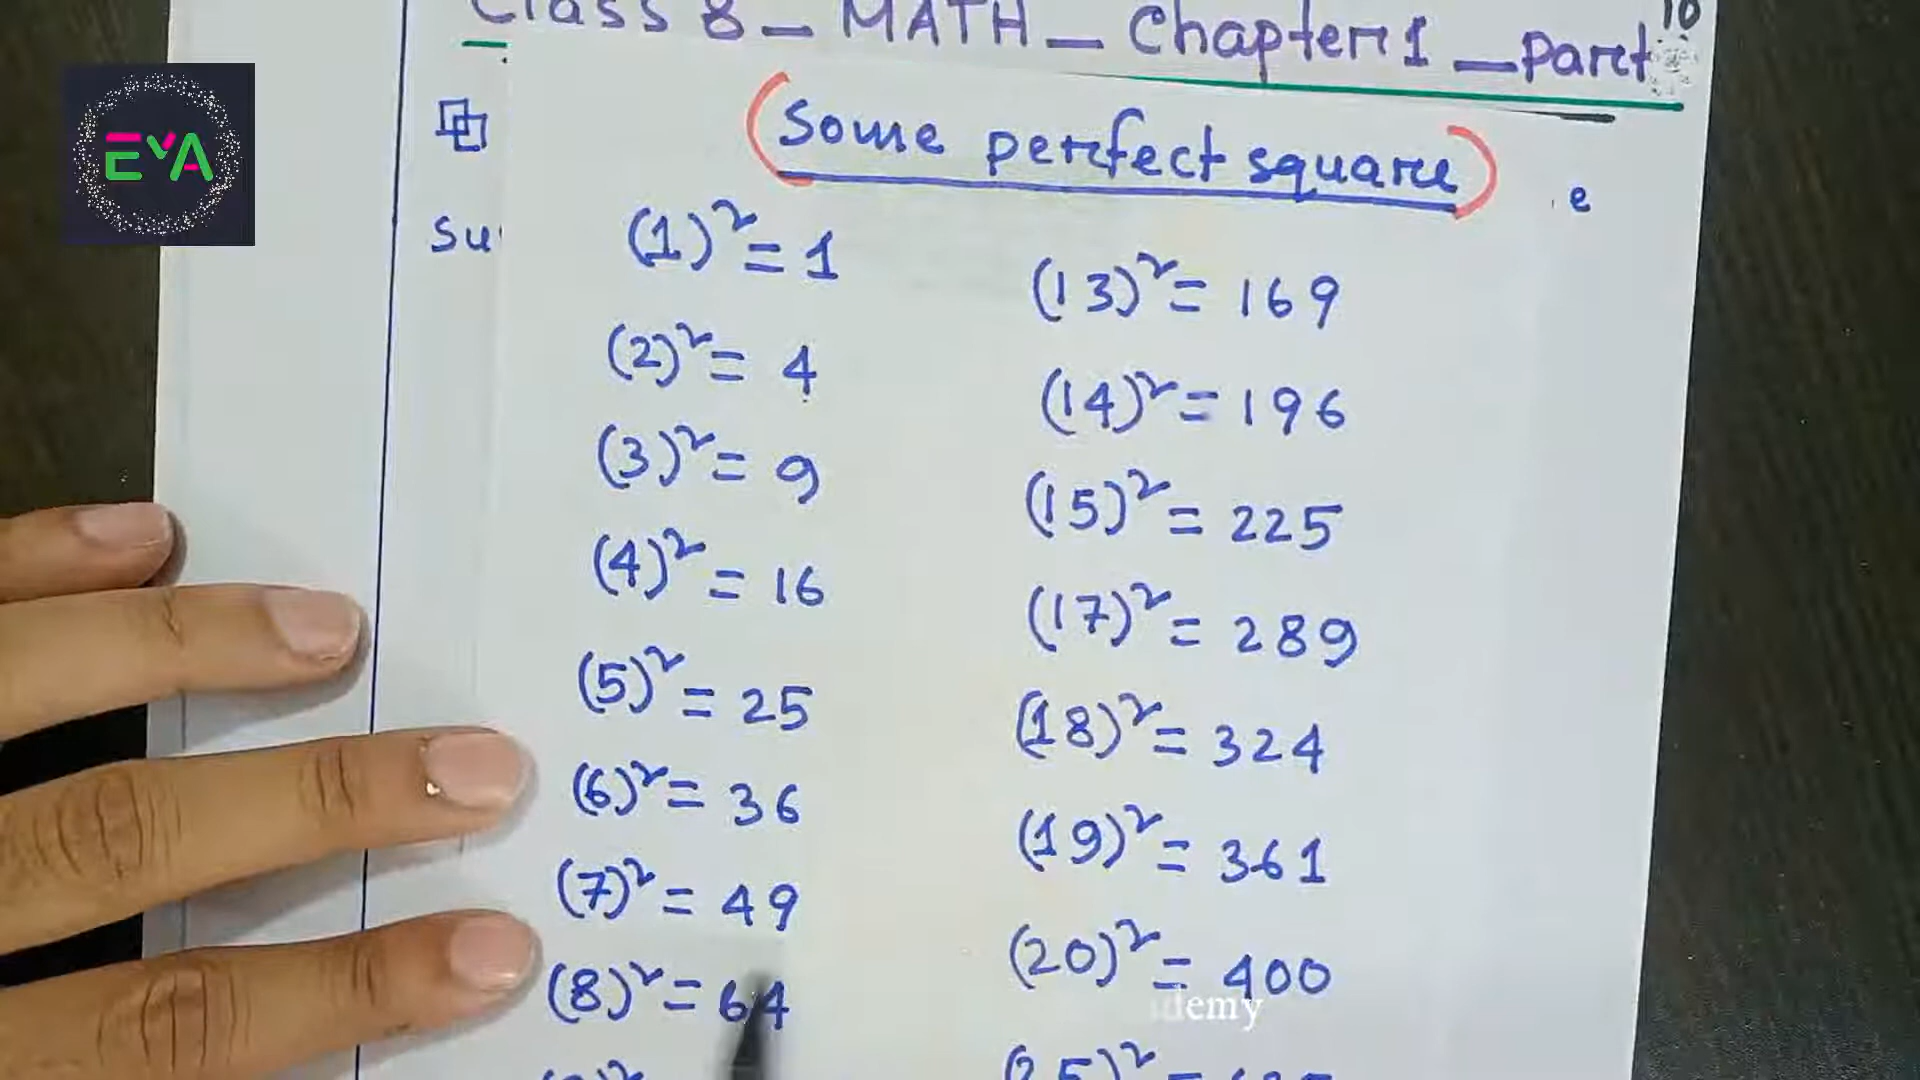 Class 8 - MATH - Chapter 1 - part 10
EYA
(some perfect square)
e
su
(1)² = 1
(2)² = 4
(3)² = 9
(4)² = 16
(5)² = 25
(6)² = 36
(7)² = 49
(8)² = 64
(13)² = 169
(14)² = 196
(15)² = 225
(17)² = 289
(18)² = 324
(19)² = 361
(20)² = 400
demy